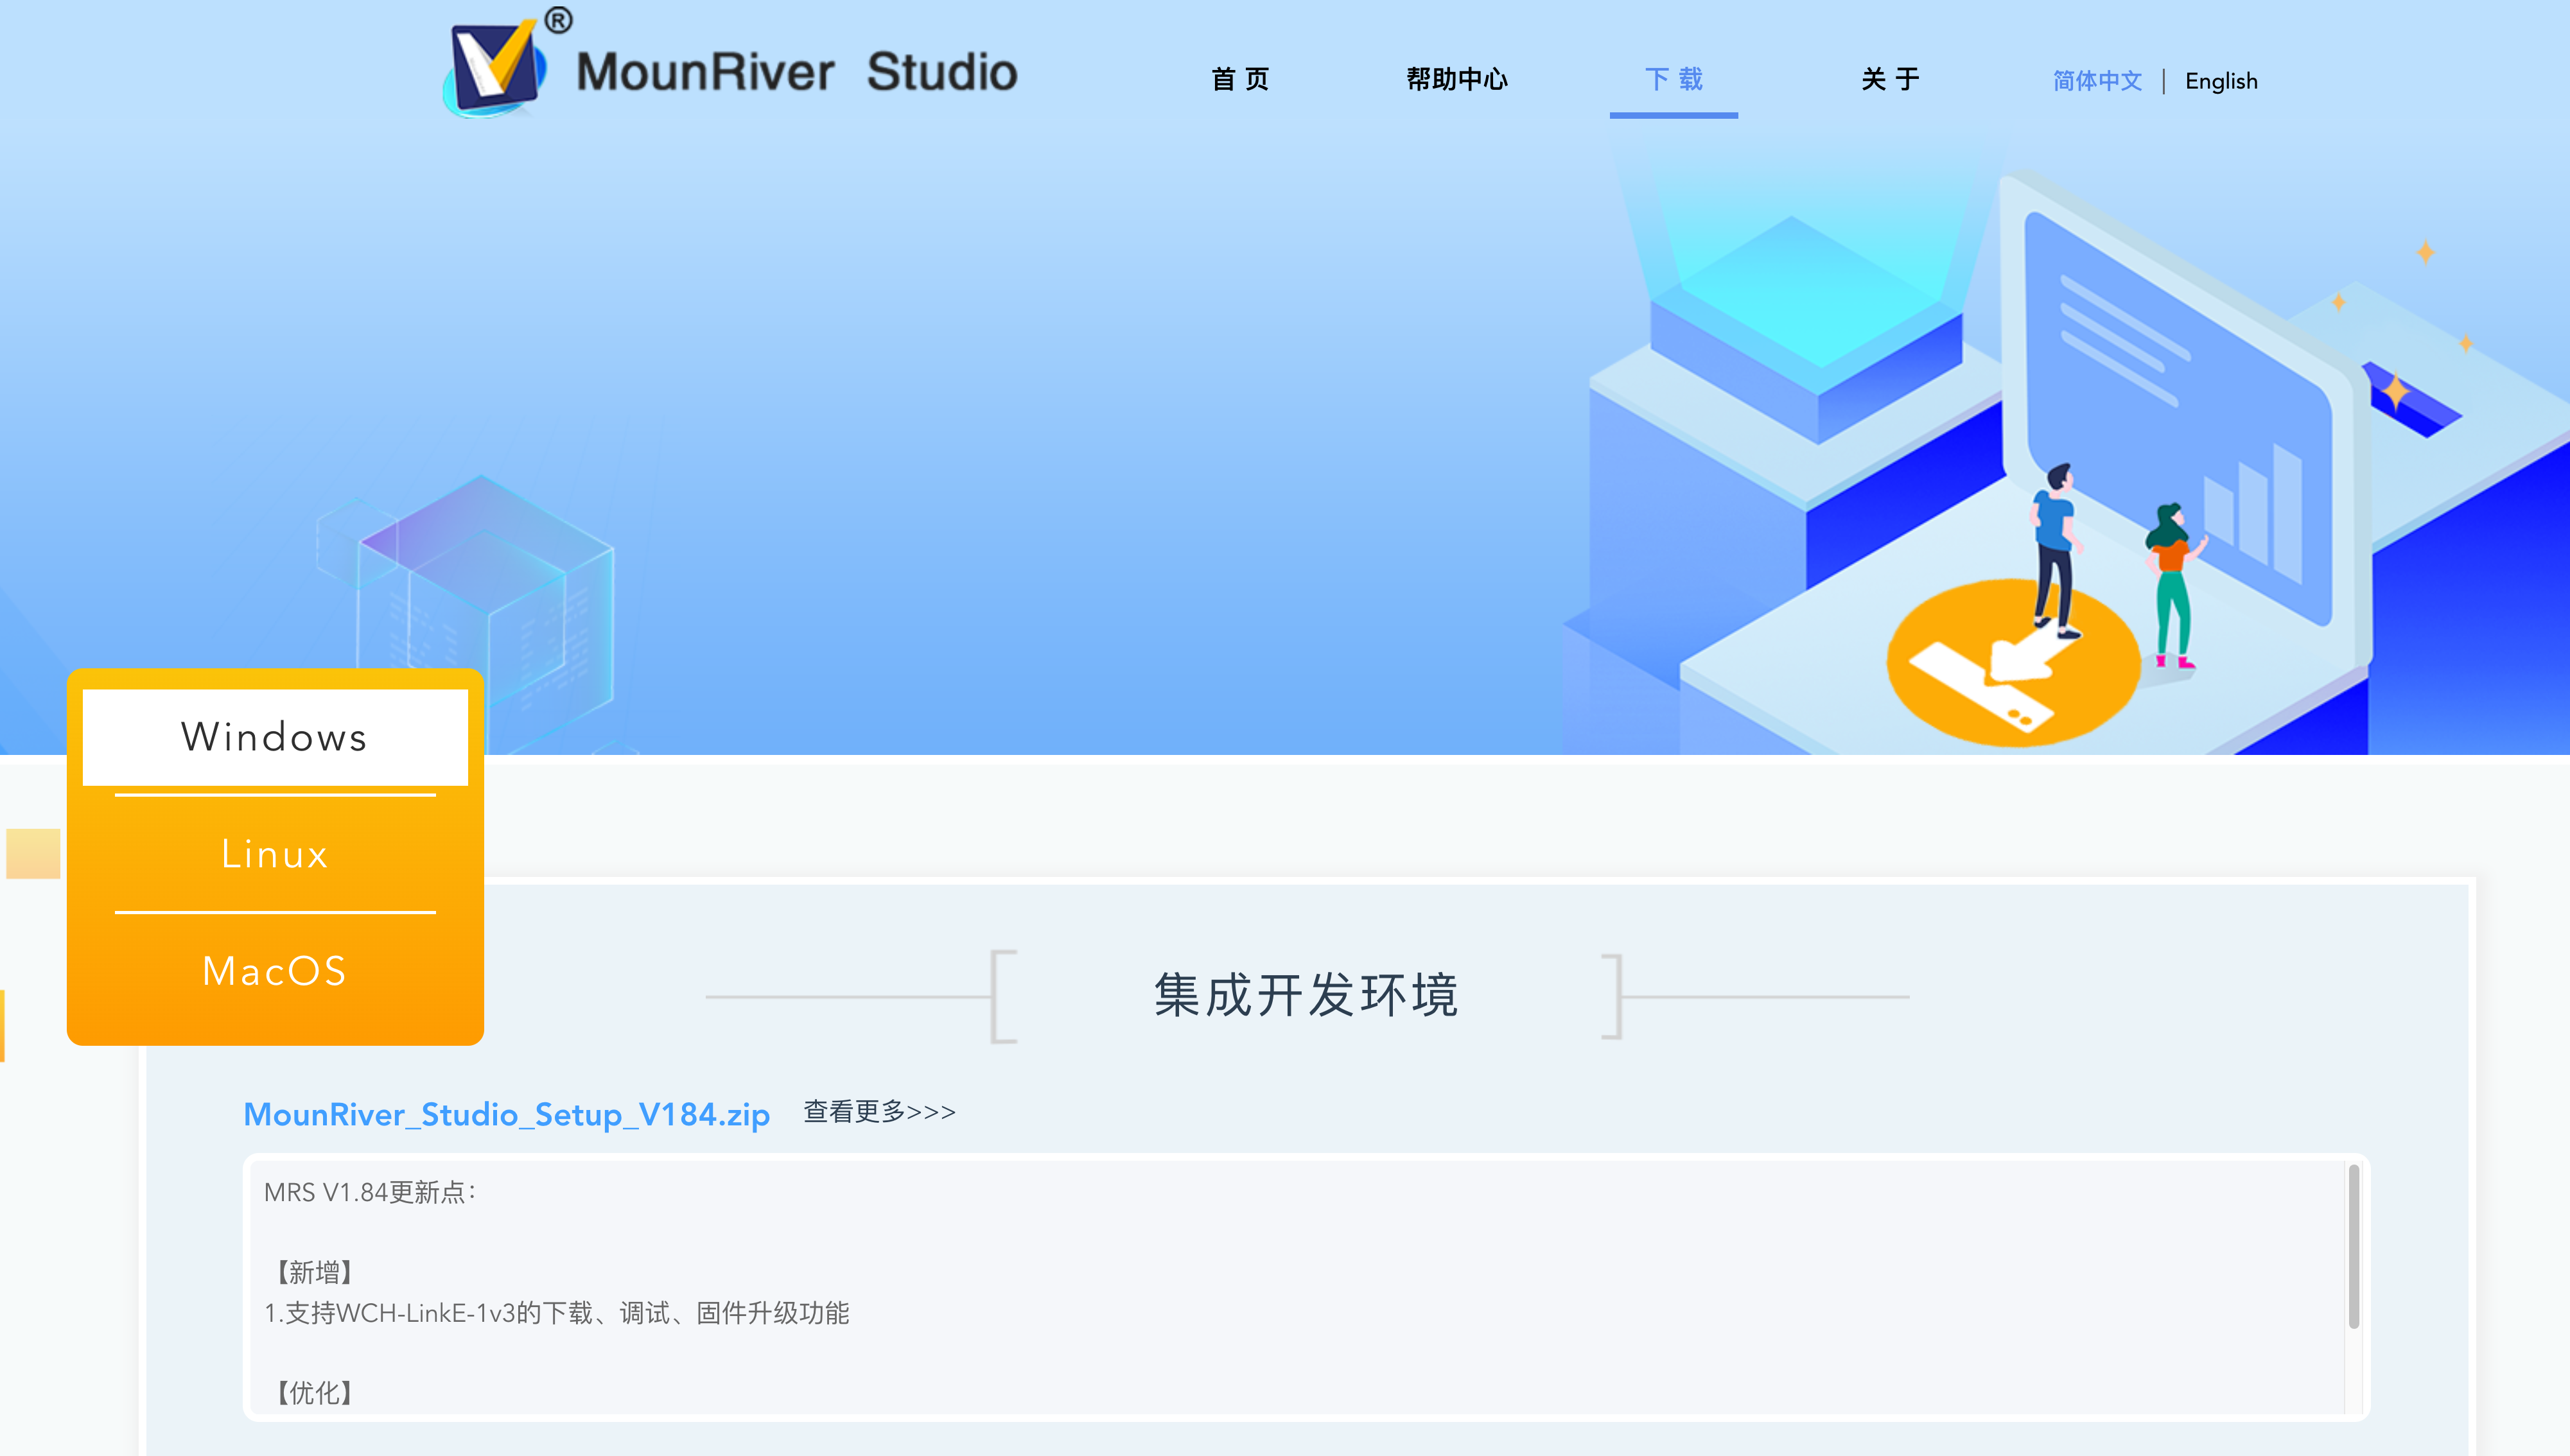 MounRiver Studio ®
首 页 帮助中心 下 载 关 于 简体中文 | English
Windows
Linux
MacOS
集成开发环境
MounRiver_Studio_Setup_V184.zip 查看更多>>>
MRS V1.84更新点：
【新增】
1.支持WCH-LinkE-1v3的下载、调试、固件升级功能
【优化】